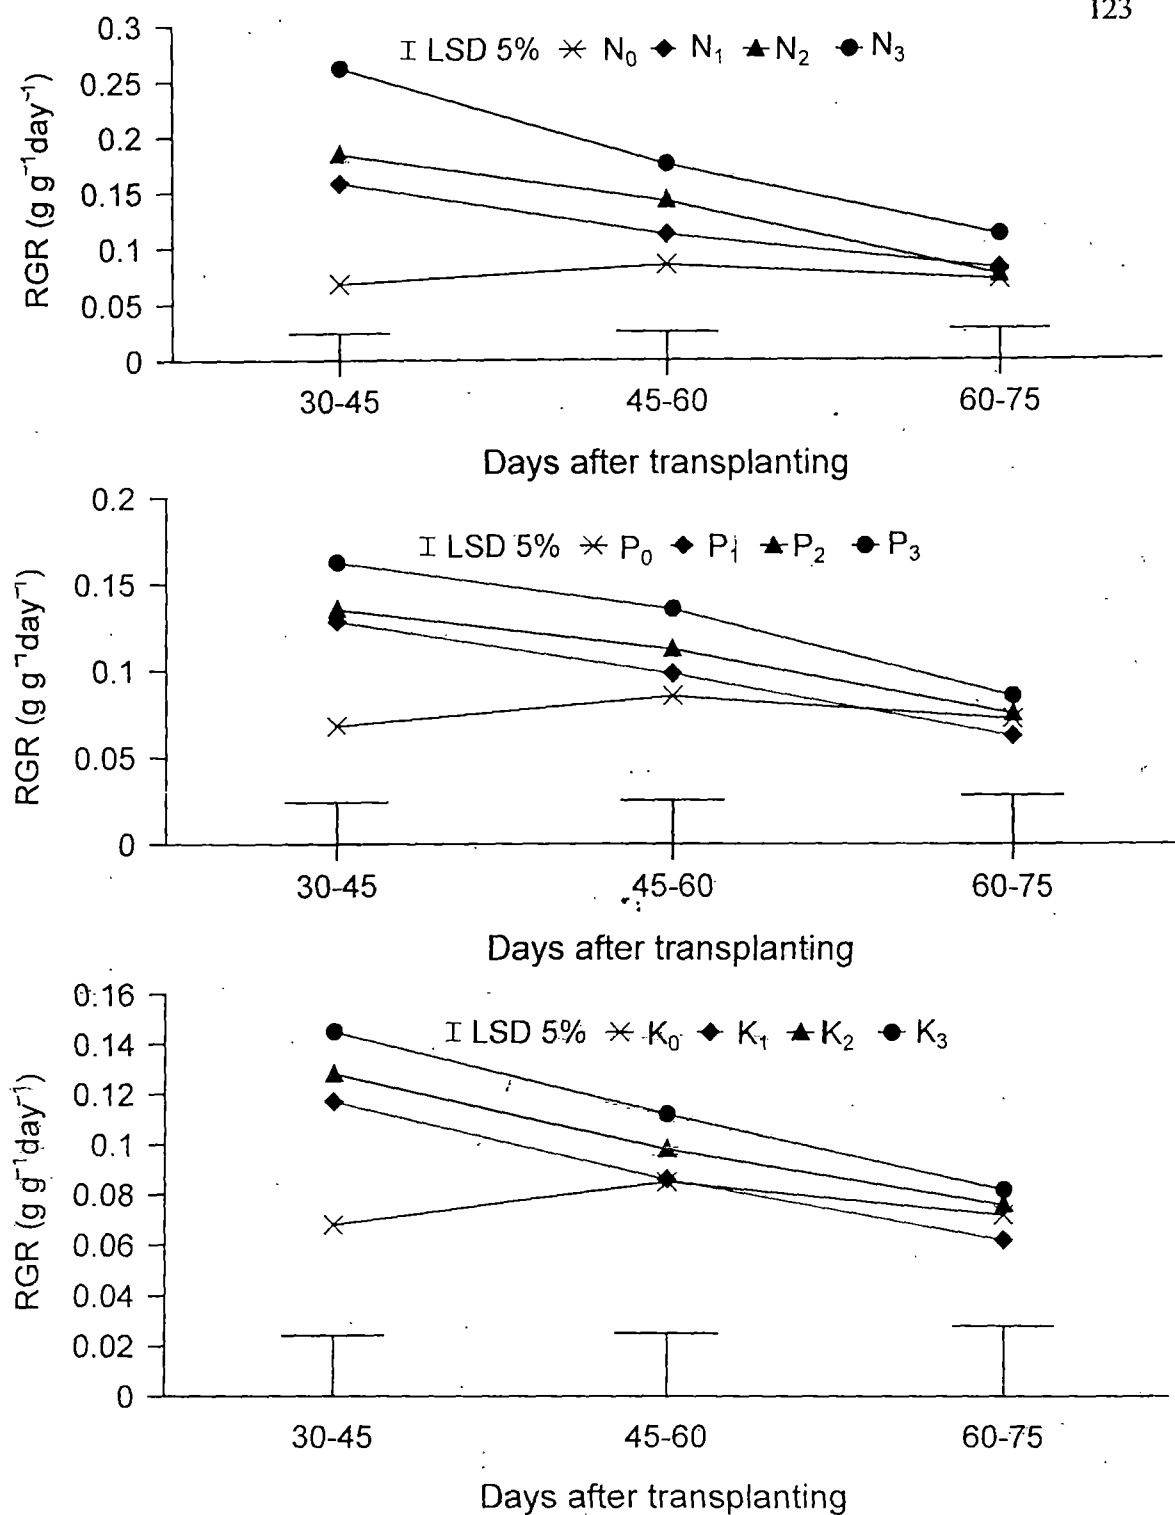 123
I LSD 5% N0 N1 N2 N3
RGR (g g⁻¹day⁻¹)
0.3
0.25
0.2
0.15
0.1
0.05
0
30-45 45-60 60-75
Days after transplanting
I LSD 5% P0 P1 P2 P3
RGR (g g⁻¹day⁻¹)
0.2
0.15
0.1
0.05
0
30-45 45-60 60-75
Days after transplanting
I LSD 5% K0 K1 K2 K3
RGR (g g⁻¹day⁻¹)
0.16
0.14
0.12
0.1
0.08
0.06
0.04
0.02
0
30-45 45-60 60-75
Days after transplanting